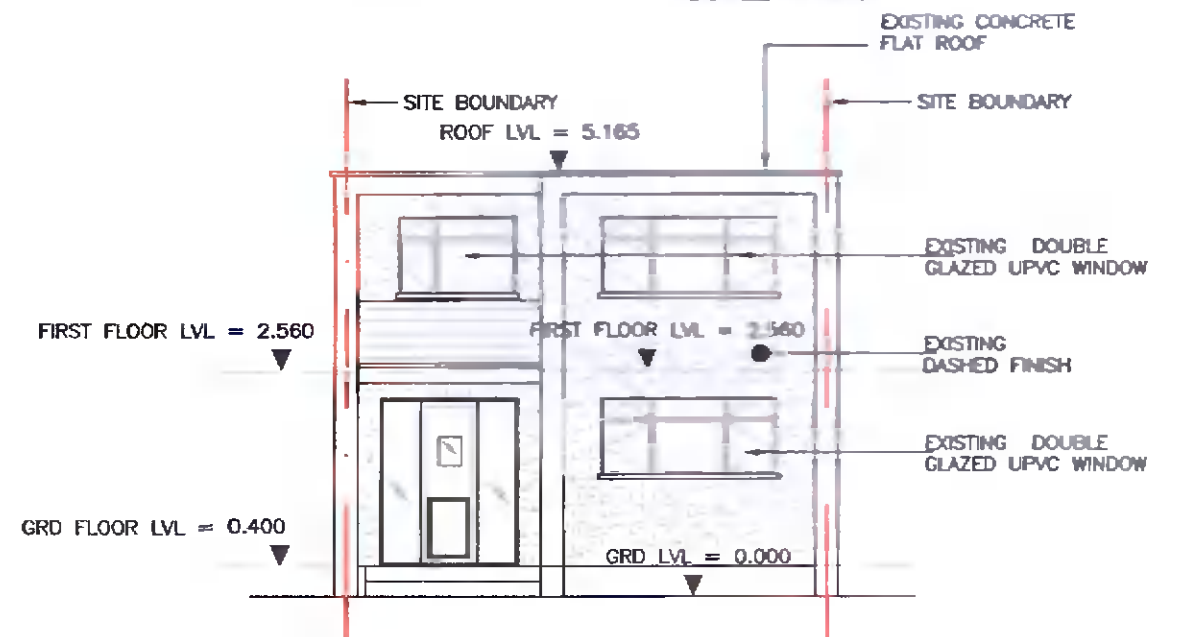 EXISTING CONCRETE
FLAT ROOF
SITE BOUNDARY
SITE BOUNDARY
ROOF LVL = 5.165
EXISTING DOUBLE
GLAZED UPVC WINDOW
FIRST FLOOR LVL = 2.560
FIRST FLOOR LVL = 2.560
EXISTING
DASHED FINISH
EXISTING DOUBLE
GLAZED UPVC WINDOW
GRD FLOOR LVL = 0.400
GRD LVL = 0.000